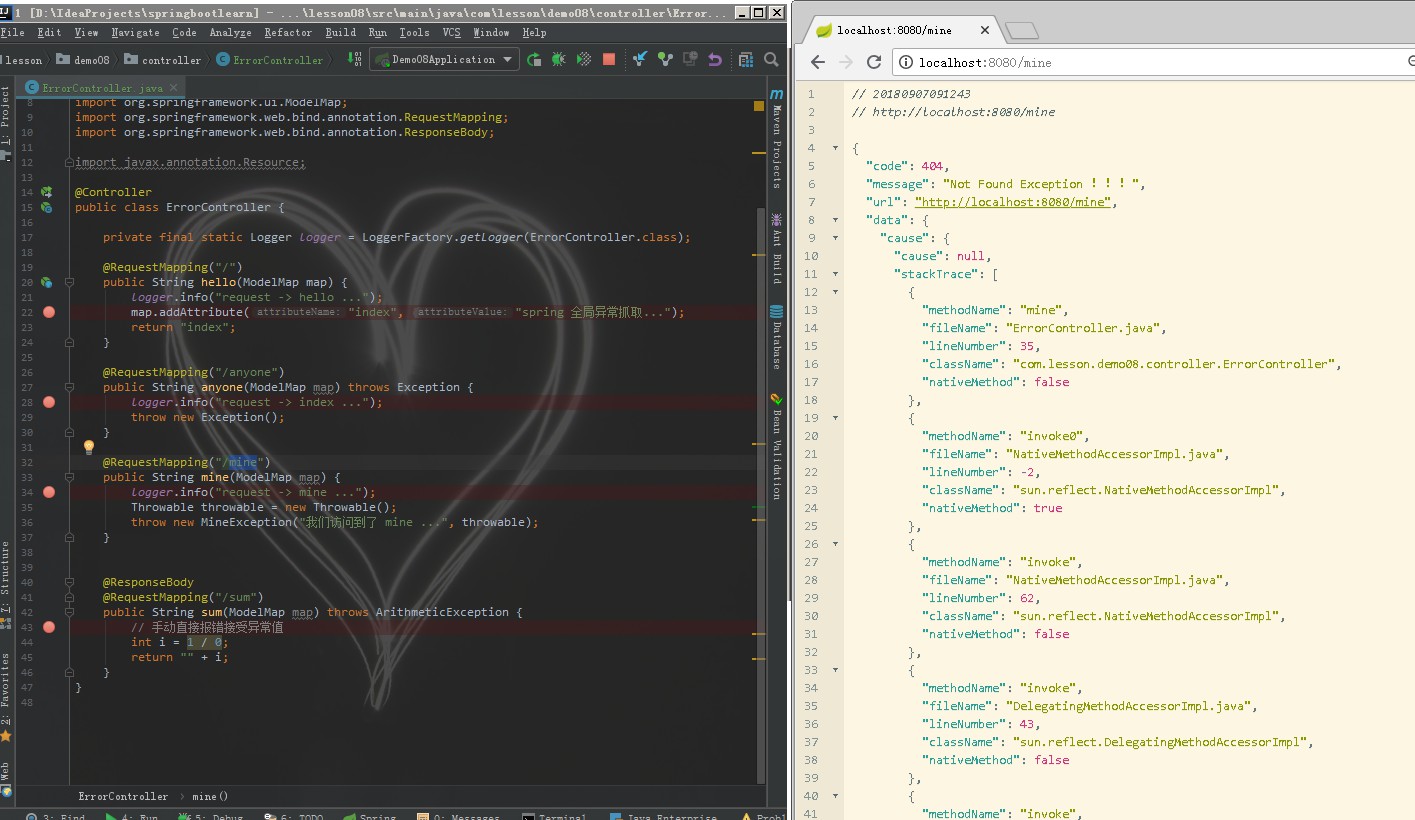 1 [D:\IdeaProjects\springbootlearn] – ...\lesson08\src\main\java\com\lesson\demo08\controller\Error...
File Edit View Navigate Code Analyze Refactor Build Run Tools VCS Window Help
lesson demo08 controller ErrorController Demo08Application
ErrorController.java
1: Project
7: Structure
2: Favorites
Web
8 import org.springframework.ui.ModelMap;
9 import org.springframework.web.bind.annotation.RequestMapping;
10 import org.springframework.web.bind.annotation.ResponseBody;
11
12 import javax.annotation.Resource;
13
14 @Controller
15 public class ErrorController {
16
17 private final static Logger logger = LoggerFactory.getLogger(ErrorController.class);
18
19 @RequestMapping("/")
20 public String hello(ModelMap map) {
21 logger.info("request -> hello ...");
22 map.addAttribute( attributeName: "index", attributeValue: "spring 全局异常抓取...");
23 return "index";
24 }
25
26 @RequestMapping("/anyone")
27 public String anyone(ModelMap map) throws Exception {
28 logger.info("request -> index ...");
29 throw new Exception();
30 }
31
32 @RequestMapping("/mine")
33 public String mine(ModelMap map) {
34 logger.info("request -> mine ...");
35 Throwable throwable = new Throwable();
36 throw new MineException("我们访问到了 mine ...", throwable);
37 }
38
39
40 @ResponseBody
41 @RequestMapping("/sum")
42 public String sum(ModelMap map) throws ArithmeticException {
43 // 手动直接报错接受异常值
44 int i = 1 / 0;
45 return "" + i;
46 }
47 }
48
ErrorController > mine()
3: Find 4: Run 5: Debug 6: TODO Spring 0: Messages Terminal Java Enterprise Probl
Maven Projects
Ant Build
Database
Bean Validation
localhost:8080/mine
localhost:8080/mine
1 // 20180907091243
2 // http://localhost:8080/mine
3
4 {
5 "code": 404,
6 "message": "Not Found Exception ！！！",
7 "url": "http://localhost:8080/mine",
8 "data": {
9 "cause": {
10 "cause": null,
11 "stackTrace": [
12 {
13 "methodName": "mine",
14 "fileName": "ErrorController.java",
15 "lineNumber": 35,
16 "className": "com.lesson.demo08.controller.ErrorController",
17 "nativeMethod": false
18 },
19 {
20 "methodName": "invoke0",
21 "fileName": "NativeMethodAccessorImpl.java",
22 "lineNumber": -2,
23 "className": "sun.reflect.NativeMethodAccessorImpl",
24 "nativeMethod": true
25 },
26 {
27 "methodName": "invoke",
28 "fileName": "NativeMethodAccessorImpl.java",
29 "lineNumber": 62,
30 "className": "sun.reflect.NativeMethodAccessorImpl",
31 "nativeMethod": false
32 },
33 {
34 "methodName": "invoke",
35 "fileName": "DelegatingMethodAccessorImpl.java",
36 "lineNumber": 43,
37 "className": "sun.reflect.DelegatingMethodAccessorImpl",
38 "nativeMethod": false
39 },
40 {
41 "methodName": "invoke",